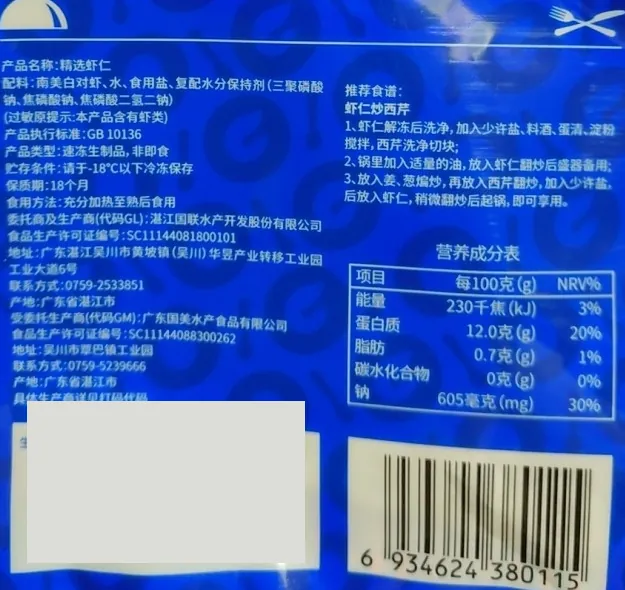 产品名称:精选虾仁
配料:南美白对虾、水、食用盐、复配水分保持剂(三聚磷酸
钠、焦磷酸钠、焦磷酸二氢二钠)
(过敏原提示:本产品含有虾类)
产品执行标准:GB 10136
产品类型:速冻生制品,非即食
贮存条件:请于-18℃以下冷冻保存
保质期:18个月
食用方法:充分加热至熟后食用
委托商及生产商(代码GL):湛江国联水产开发股份有限公司
食品生产许可证编号:SC11144081800101
地址:广东湛江吴川市黄坡镇(吴川)华昱产业转移工业园
工业大道6号
联系方式:0759-2533851
产地:广东省湛江市
受委托生产商(代码GM):广东国美水产食品有限公司
食品生产许可证编号:SC11144088300262
地址:吴川市覃巴镇工业园
联系方式:0759-5239666
产地:广东省湛江市
具体生产商详见打码代码
推荐食谱:
虾仁炒西芹
1、虾仁解冻后洗净,加入少许盐、料酒、蛋清、淀粉
搅拌,西芹洗净切块;
2、锅里加入适量的油,放入虾仁翻炒后盛器备用;
3、放入姜、葱煸炒,再放入西芹翻炒,加入少许盐,
后放入虾仁,稍微翻炒后起锅,即可享用。
营养成分表
项目 每100克(g) NRV%
能量 230千焦(kJ) 3%
蛋白质 12.0克(g) 20%
脂肪 0.7克(g) 1%
碳水化合物 0克(g) 0%
钠 605毫克(mg) 30%
6 934624 380115